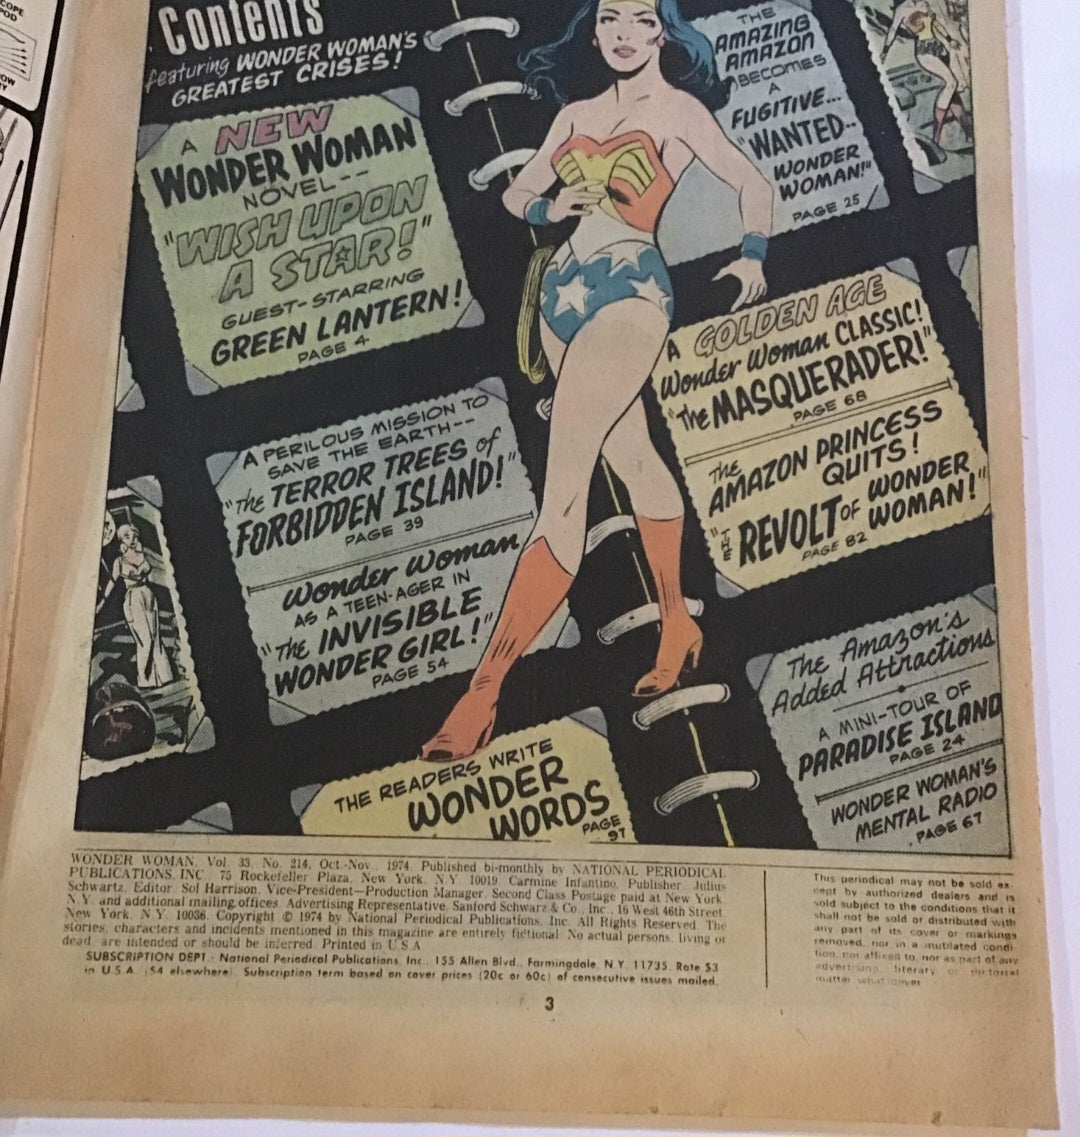 Contents
featuring WONDER WOMAN'S
GREATEST CRISES!
A NEW
WONDER WOMAN
NOVEL--
"WISH UPON
A STAR!"
GUEST-STARRING
GREEN LANTERN!
PAGE 4
THE
AMAZING
AMAZON
BECOMES
A
FUGITIVE...
"WANTED--
WONDER
WOMAN!"
PAGE 25
A PERILOUS MISSION TO
SAVE THE EARTH--
"The TERROR TREES of
FORBIDDEN ISLAND!"
PAGE 39
Wonder Woman
AS A TEEN-AGER IN
"The INVISIBLE
WONDER GIRL!"
PAGE 54
A GOLDEN AGE
Wonder Woman CLASSIC!
"The MASQUERADER!"
PAGE 68
The
AMAZON PRINCESS
QUITS!
"THE REVOLT OF WONDER
WOMAN!"
PAGE 82
THE READERS WRITE
WONDER
WORDS
PAGE
97
The Amazon's
Added Attractions
A MINI-TOUR OF
PARADISE ISLAND
PAGE 24
WONDER WOMAN'S
MENTAL RADIO
PAGE 67
WONDER WOMAN, Vol. 33, No. 214, Oct.-Nov., 1974. Published bi-monthly by NATIONAL PERIODICAL
PUBLICATIONS, INC., 75 Rockefeller Plaza, New York, N.Y. 10019. Carmine Infantino, Publisher. Julius
Schwartz, Editor. Sol Harrison, Vice-President—Production Manager. Second Class Postage paid at New York,
N.Y. and additional mailing offices. Advertising Representative, Sanford Schwarz & Co., Inc., 16 West 46th Street,
New York, N.Y. 10036. Copyright © 1974 by National Periodical Publications, Inc. All Rights Reserved. The
stories, characters and incidents mentioned in this magazine are entirely fictional. No actual persons, living or
dead, are intended or should be inferred. Printed in U.S.A.
SUBSCRIPTION DEPT.: National Periodical Publications, Inc., 155 Allen Blvd., Farmingdale, N.Y. 11735. Rate $3
in U.S.A. ($4 elsewhere). Subscription term based on cover prices (20c or 60c) of consecutive issues mailed.
This periodical may not be sold ex-
cept by authorized dealers and is
sold subject to the conditions that it
shall not be sold or distributed with
any part of its cover or markings
removed, nor in a mutilated condi-
tion, nor affixed to, nor as part of any
advertising, literary or pictorial
matter whatsoever.
3